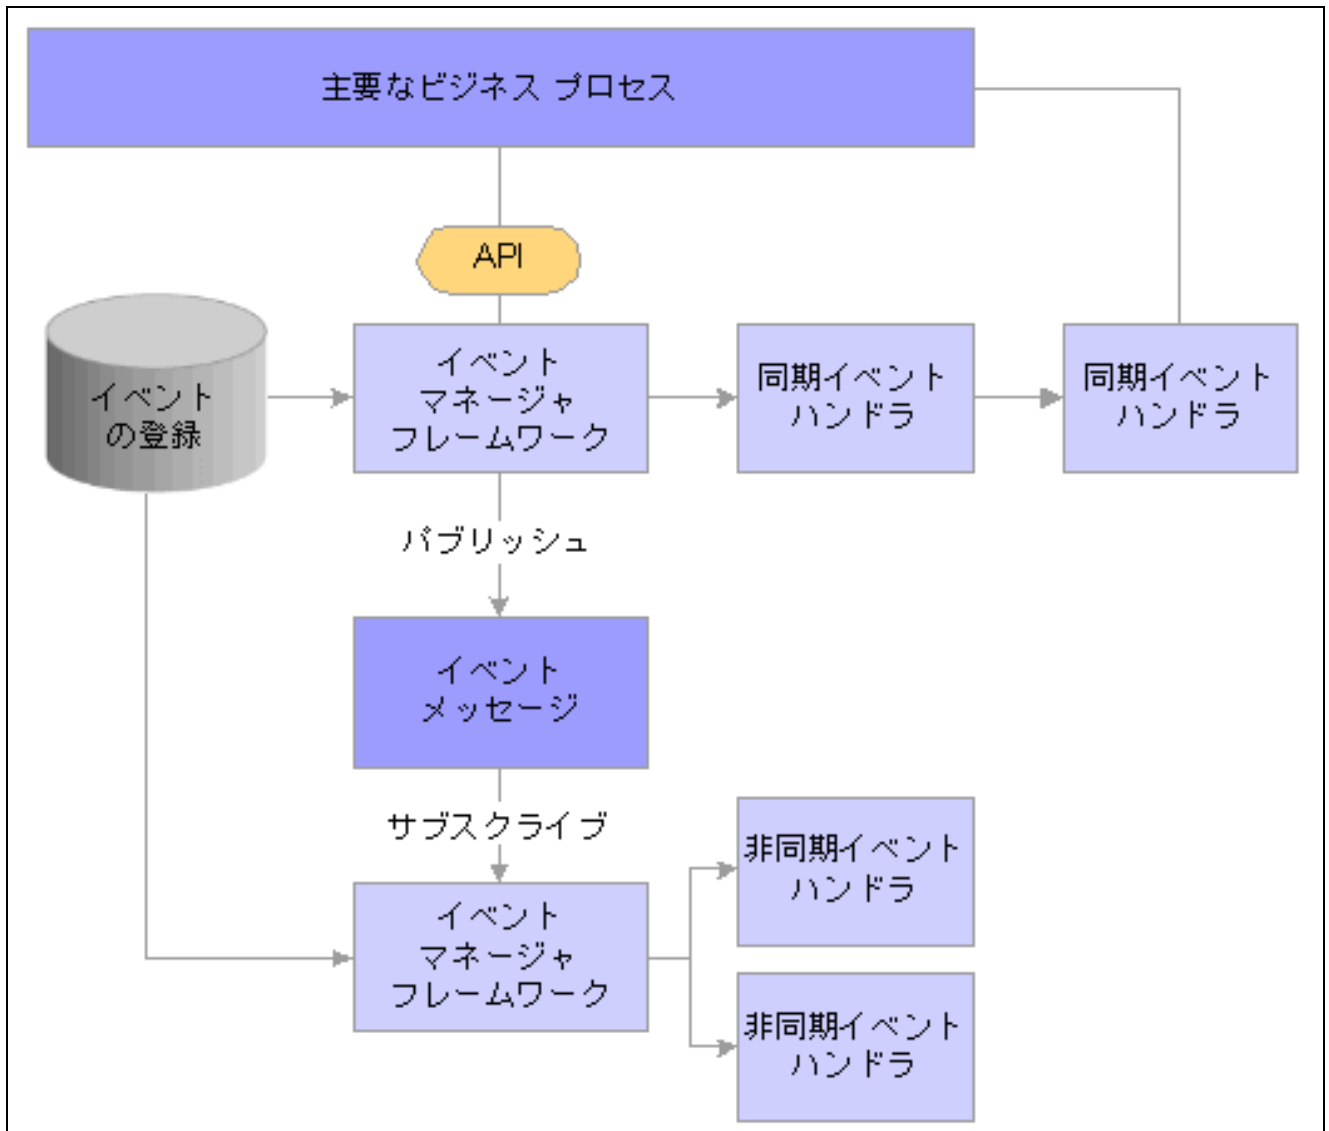 主要なビジネス プロセス
API
イベント
の登録
イベント
マネージャ
フレームワーク
同期イベント
ハンドラ
同期イベント
ハンドラ
パブリッシュ
イベント
メッセージ
サブスクライブ
イベント
マネージャ
フレームワーク
非同期イベント
ハンドラ
非同期イベント
ハンドラ